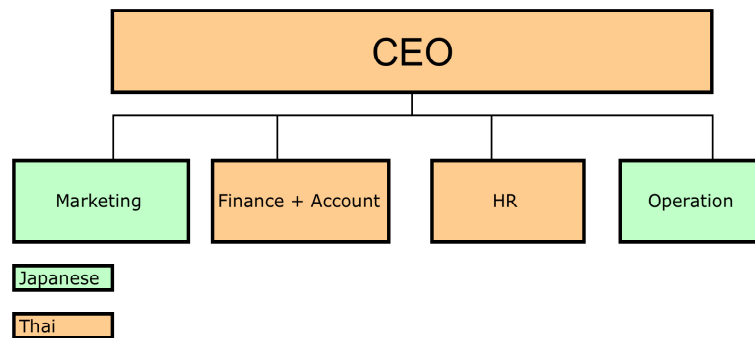 CEO
Marketing
Finance + Account
HR
Operation
Japanese
Thai